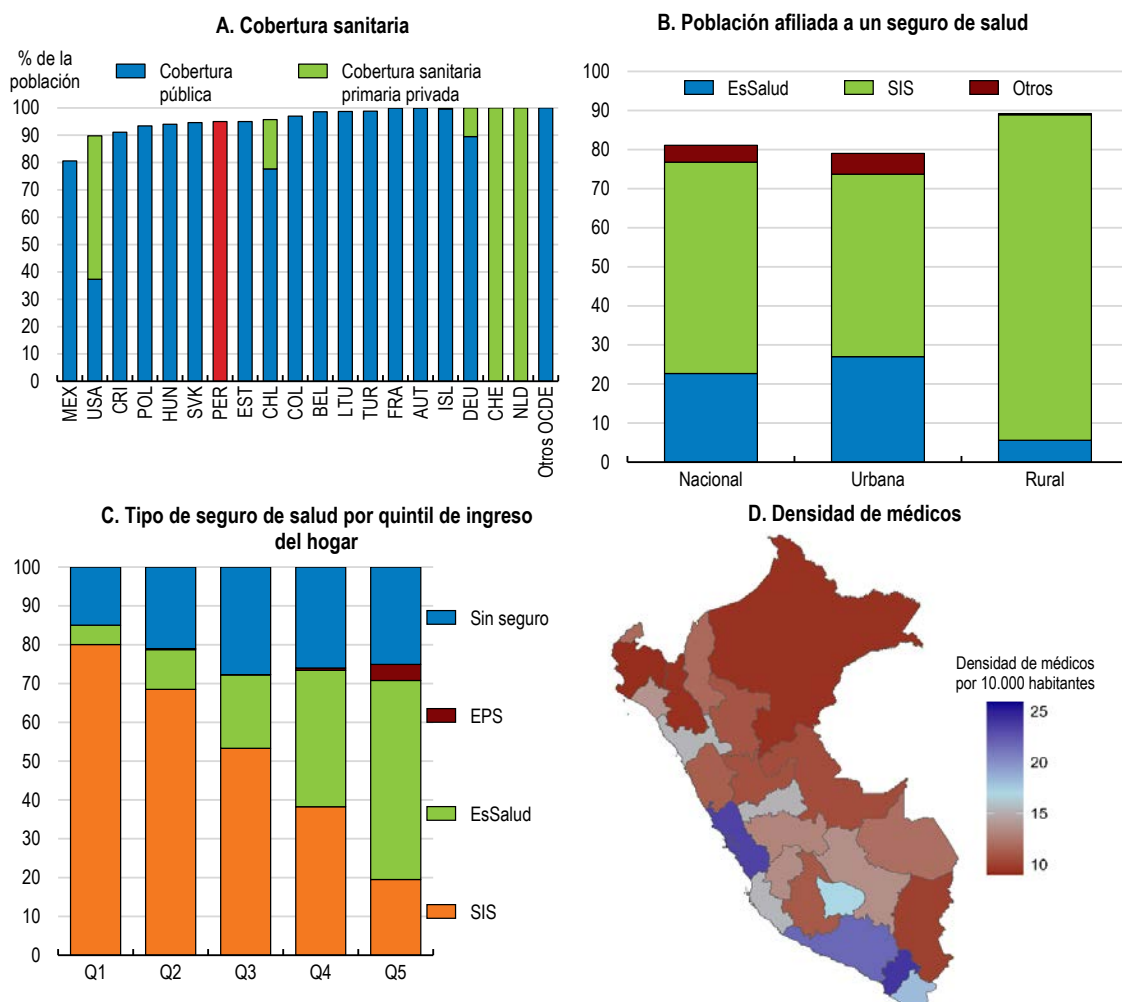 A. Cobertura sanitaria
% de la
población
Cobertura
pública
Cobertura sanitaria
primaria privada
100
90
80
70
60
50
40
30
20
10
0
MEX
USA
CRI
POL
HUN
SVK
PER
EST
CHL
COL
BEL
LTU
TUR
FRA
AUT
ISL
DEU
CHE
NLD
Otros OCDE
B. Población afiliada a un seguro de salud
EsSalud
SIS
Otros
100
90
80
70
60
50
40
30
20
10
0
Nacional
Urbana
Rural
C. Tipo de seguro de salud por quintil de ingreso
del hogar
100
90
80
70
60
50
40
30
20
10
0
Q1
Q2
Q3
Q4
Q5
Sin seguro
EPS
EsSalud
SIS
D. Densidad de médicos
Densidad de médicos
por 10.000 habitantes
25
20
15
10